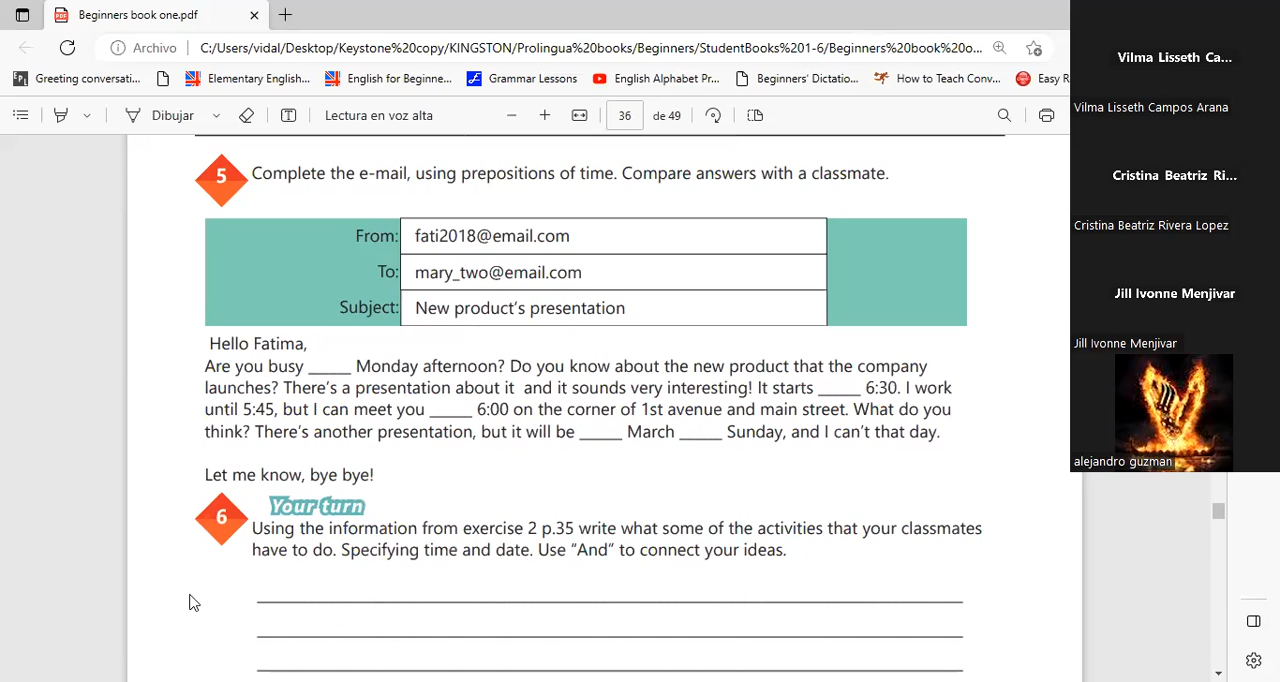 Beginners book one.pdf
Archivo C:/Users/vidal/Desktop/Keystone%20copy/KINGSTON/Prolingua%20books/Beginners/StudentBooks%201-6/Beginners%20book%20o...
Greeting conversati... Elementary English... English for Beginne... Grammar Lessons English Alphabet Pr... Beginners' Dictatio... How to Teach Conv... Easy R
Dibujar Lectura en voz alta 36 de 49
5 Complete the e-mail, using prepositions of time. Compare answers with a classmate.
From: fati2018@email.com
To: mary_two@email.com
Subject: New product's presentation
Hello Fatima,
Are you busy _____ Monday afternoon? Do you know about the new product that the company
launches? There's a presentation about it and it sounds very interesting! It starts _____ 6:30. I work
until 5:45, but I can meet you _____ 6:00 on the corner of 1st avenue and main street. What do you
think? There's another presentation, but it will be _____ March _____ Sunday, and I can't that day.
Let me know, bye bye!
6 Your turn
Using the information from exercise 2 p.35 write what some of the activities that your classmates
have to do. Specifying time and date. Use "And" to connect your ideas.
Vilma Lisseth Ca...
Vilma Lisseth Campos Arana
Cristina Beatriz Ri...
Cristina Beatriz Rivera Lopez
Jill Ivonne Menjivar
Jill Ivonne Menjivar
alejandro guzman